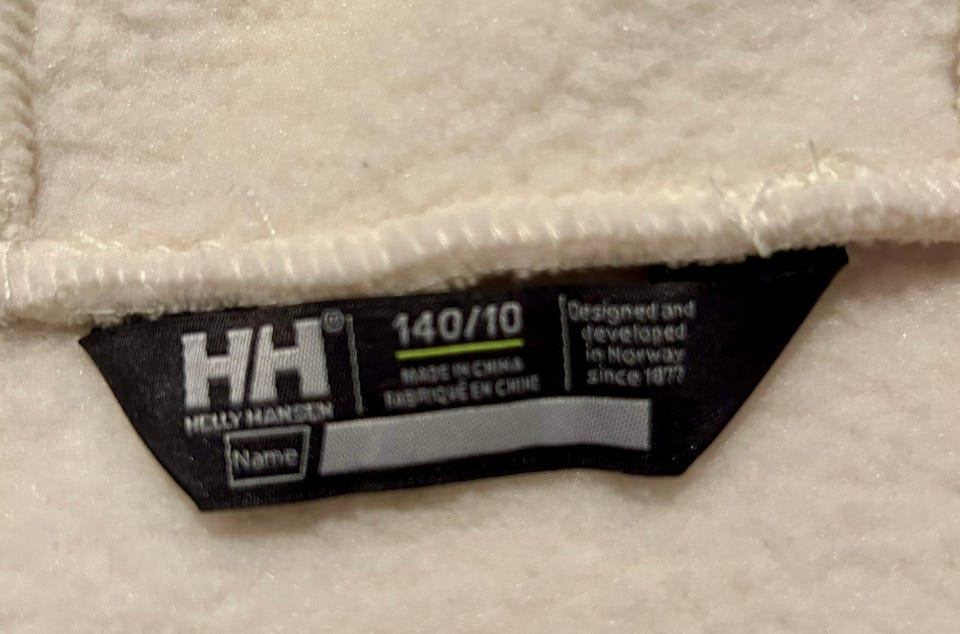 HH®
HELLY HANSEN
Name
140/10
MADE IN CHINA
FABRIQUÉ EN CHINE
Designed and
developed
in Norway
since 1877